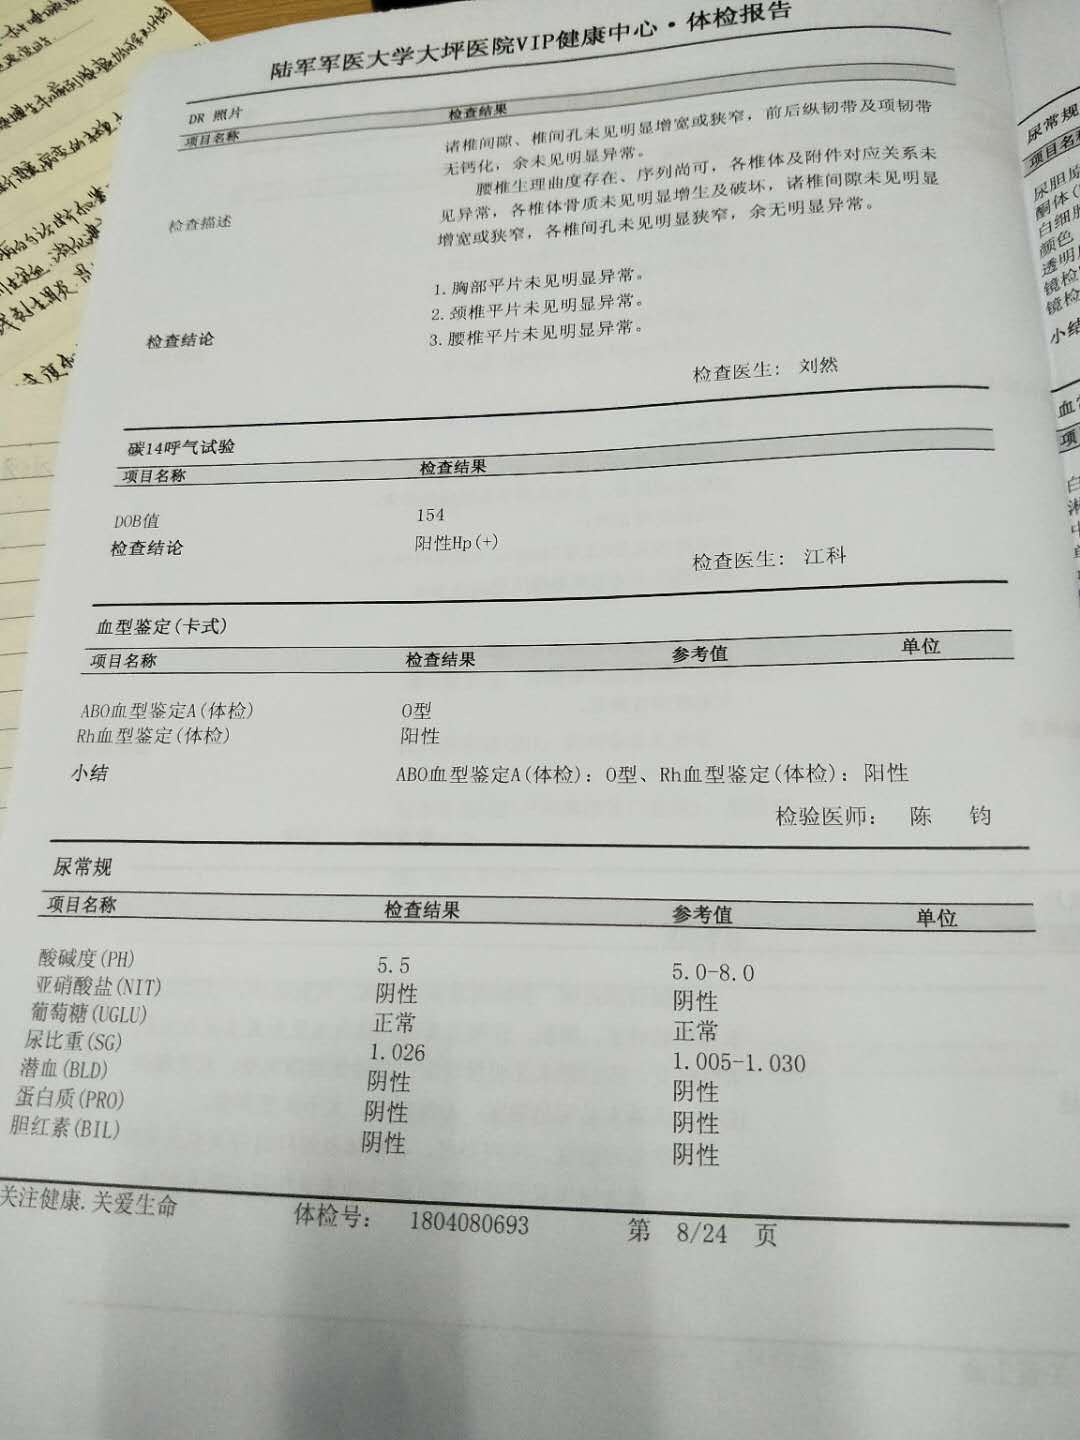 陆军军医大学大坪医院VIP健康中心·体检报告
DR 照片
项目名称 检查结果
诸椎间隙、椎间孔未见明显增宽或狭窄，前后纵韧带及项韧带
无钙化，余未见明显异常。
腰椎生理曲度存在、序列尚可，各椎体及附件对应关系未
见异常，各椎体骨质未见明显增生及破坏，诸椎间隙未见明显
检查描述
增宽或狭窄，各椎间孔未见明显狭窄，余无明显异常。
1.胸部平片未见明显异常。
2.颈椎平片未见明显异常。
检查结论 3.腰椎平片未见明显异常。
检查医生: 刘然
碳14呼气试验
项目名称 检查结果
DOB值 154
检查结论 阳性Hp(+)
检查医生: 江科
血型鉴定(卡式)
项目名称 检查结果 参考值 单位
ABO血型鉴定A(体检) O型
Rh血型鉴定(体检) 阳性
小结 ABO血型鉴定A(体检): O型、Rh血型鉴定(体检): 阳性
检验医师: 陈 钧
尿常规
项目名称 检查结果 参考值 单位
酸碱度(PH) 5.5 5.0-8.0
亚硝酸盐(NIT) 阴性 阴性
葡萄糖(UGLU) 正常 正常
尿比重(SG) 1.026 1.005-1.030
潜血(BLD) 阴性 阴性
蛋白质(PRO) 阴性 阴性
胆红素(BIL) 阴性 阴性
关注健康.关爱生命 体检号: 1804080693 第 8/24 页
尿常规
项目名
尿胆原
酮体(
白细胞
颜色
透明度
镜检
镜检
小结
血
项
白
淋
中